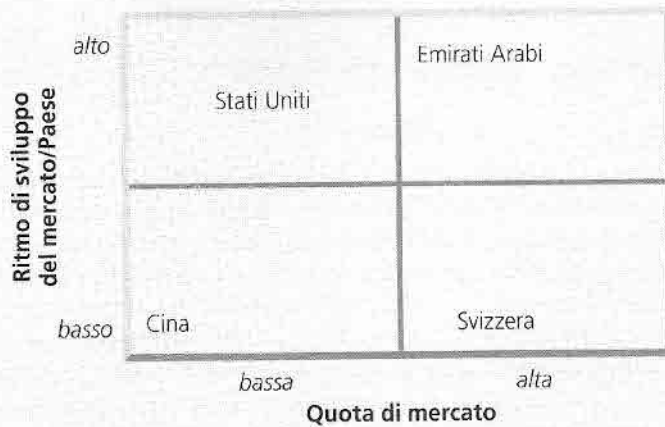 alto
Emirati Arabi
Stati Uniti
Ritmo di sviluppo
del mercato/Paese
basso
Cina
Svizzera
bassa
alta
Quota di mercato